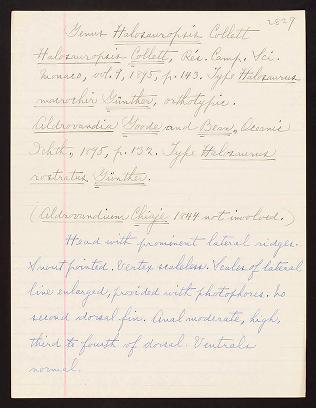 2829
Genus Halosauropsis Collett
Halosauropsis Collett, Rés. Camp. Sci.
Monaco, vol. 9, 1895, p. 143. Type Halosaurus
macrochir Günther, orthotypic.
Aldrovandia Goode and Bean, Oceanic
Ichth., 1895, p. 132. Type Halosaurus
rostratus Günther.
(Aldrovandium Chiaje 1844 not involved.)
Head with prominent lateral ridges.
Snout pointed. Vertex scaleless. Scales of lateral
line enlarged, provided with photophores. No
second dorsal fin. Anal moderate, high,
third to fourth of dorsal. Ventrals
normal.